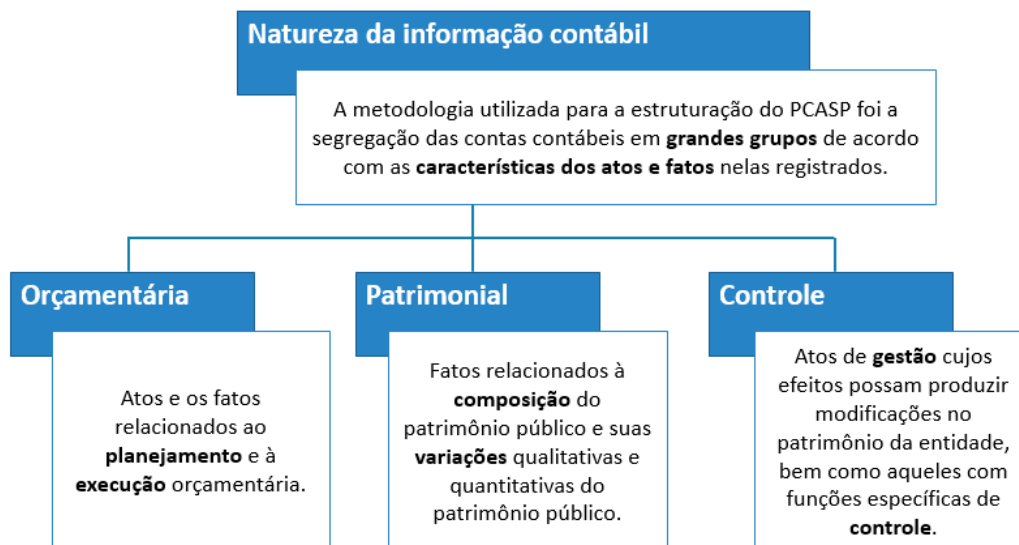 Natureza da informação contábil
A metodologia utilizada para a estruturação do PCASP foi a
segregação das contas contábeis em grandes grupos de acordo
com as características dos atos e fatos nelas registrados.
Orçamentária
Atos e os fatos
relacionados ao
planejamento e à
execução orçamentária.
Patrimonial
Fatos relacionados à
composição do
patrimônio público e suas
variações qualitativas e
quantitativas do
patrimônio público.
Controle
Atos de gestão cujos
efeitos possam produzir
modificações no
patrimônio da entidade,
bem como aqueles com
funções específicas de
controle.